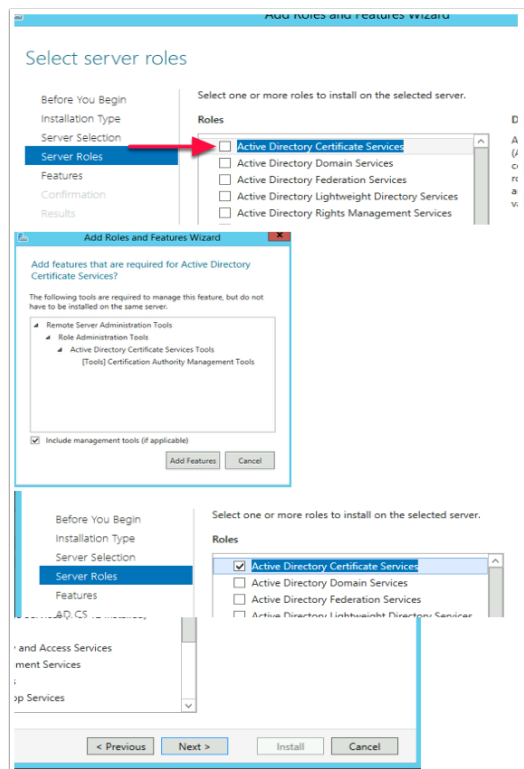 Add Roles and Features Wizard
Select server roles
Before You Begin
Installation Type
Server Selection
Server Roles
Features
Confirmation
Results
Select one or more roles to install on the selected server.
Roles
Active Directory Certificate Services
Active Directory Domain Services
Active Directory Federation Services
Active Directory Lightweight Directory Services
Active Directory Rights Management Services
Add Roles and Features Wizard
Add features that are required for Active Directory
Certificate Services?
The following tools are required to manage this feature, but do not
have to be installed on the same server.
Remote Server Administration Tools
Role Administration Tools
Active Directory Certificate Services Tools
[Tools] Certification Authority Management Tools
Include management tools (if applicable)
Add Features
Cancel
Before You Begin
Installation Type
Server Selection
Server Roles
Features
AD CS
Select one or more roles to install on the selected server.
Roles
Active Directory Certificate Services
Active Directory Domain Services
Active Directory Federation Services
Active Directory Lightweight Directory Services
and Access Services
ment Services
op Services
< Previous
Next >
Install
Cancel